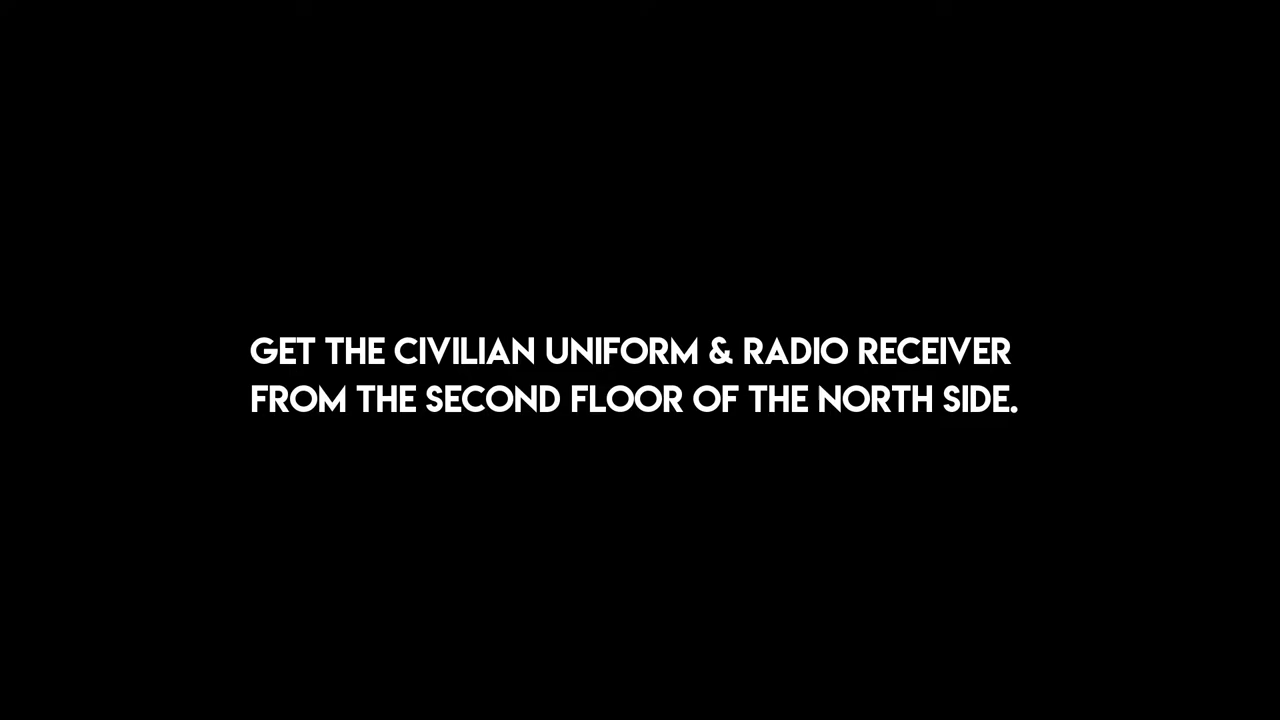 GET THE CIVILIAN UNIFORM & RADIO RECEIVER
FROM THE SECOND FLOOR OF THE NORTH SIDE.